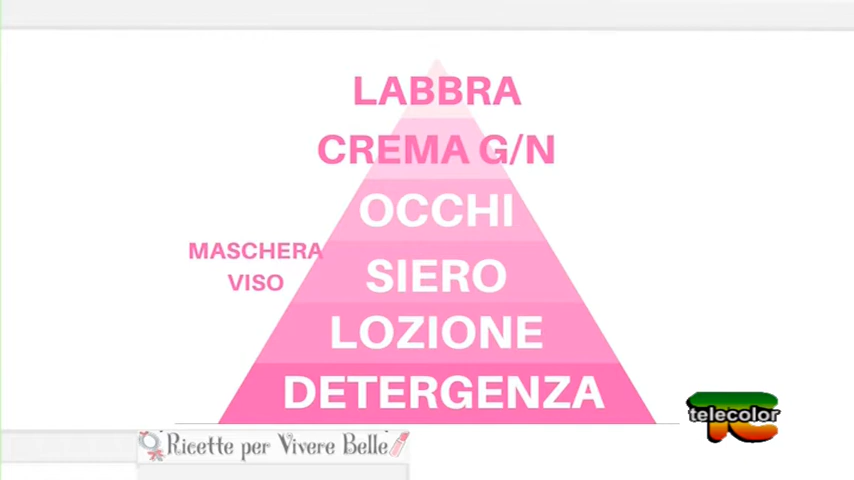 LABBRA
CREMA G/N
OCCHI
MASCHERA
VISO
SIERO
LOZIONE
DETERGENZA
telecolor
Ricette per Vivere Belle